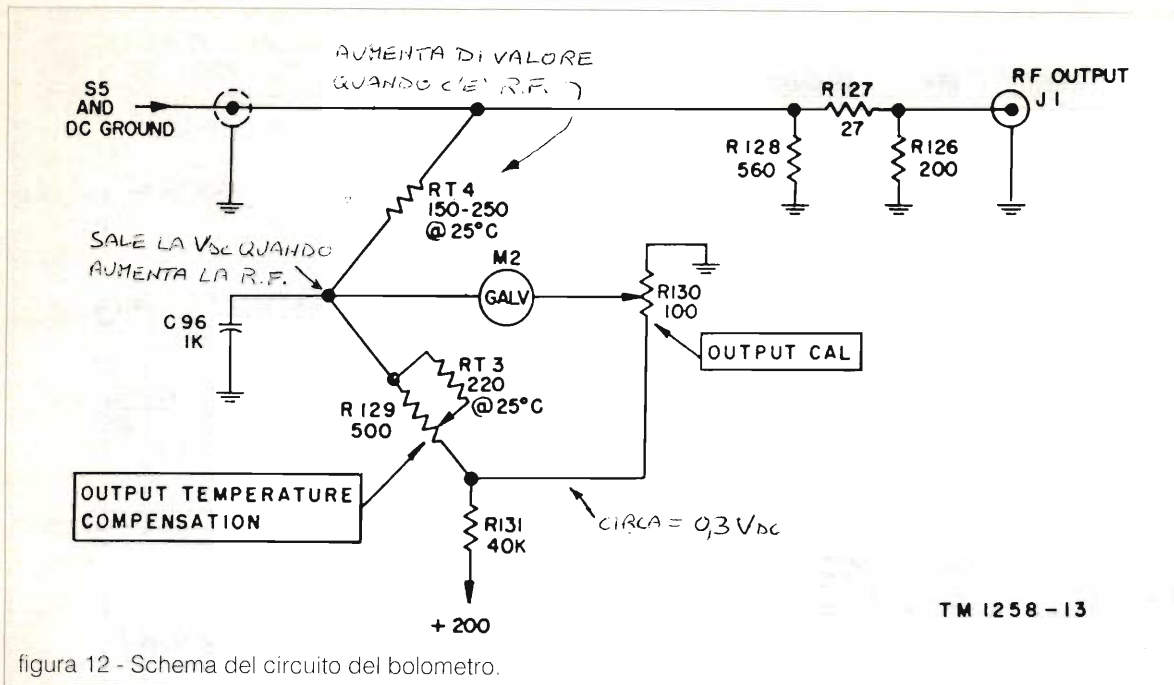 AUMENTA DI VALORE
QUANDO C'E' R.F.
S5
AND
DC GROUND
RF OUTPUT
J1
R127
27
R128
560
R126
200
RT4
150-250
@25°C
SALE LA VDC QUANDO
AUMENTA LA R.F.
M2
GALV
R130
100
C96
1K
OUTPUT CAL
RT3
220
@25°C
R129
500
OUTPUT TEMPERATURE
COMPENSATION
R131
40K
CIRCA = 0,3 VDC
+200
TM 1258-13
figura 12 - Schema del circuito del bolometro.